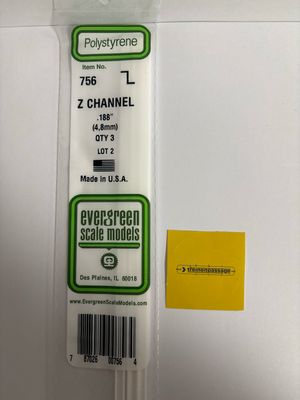 Polystyrene
Item No.
756
Z CHANNEL
.188"
(4,8mm)
QTY 3
LOT 2
Made in U.S.A.
evergreen
scale models
Des Plaines, IL 60018
www.EvergreenScaleModels.com
7 87026 00756 4